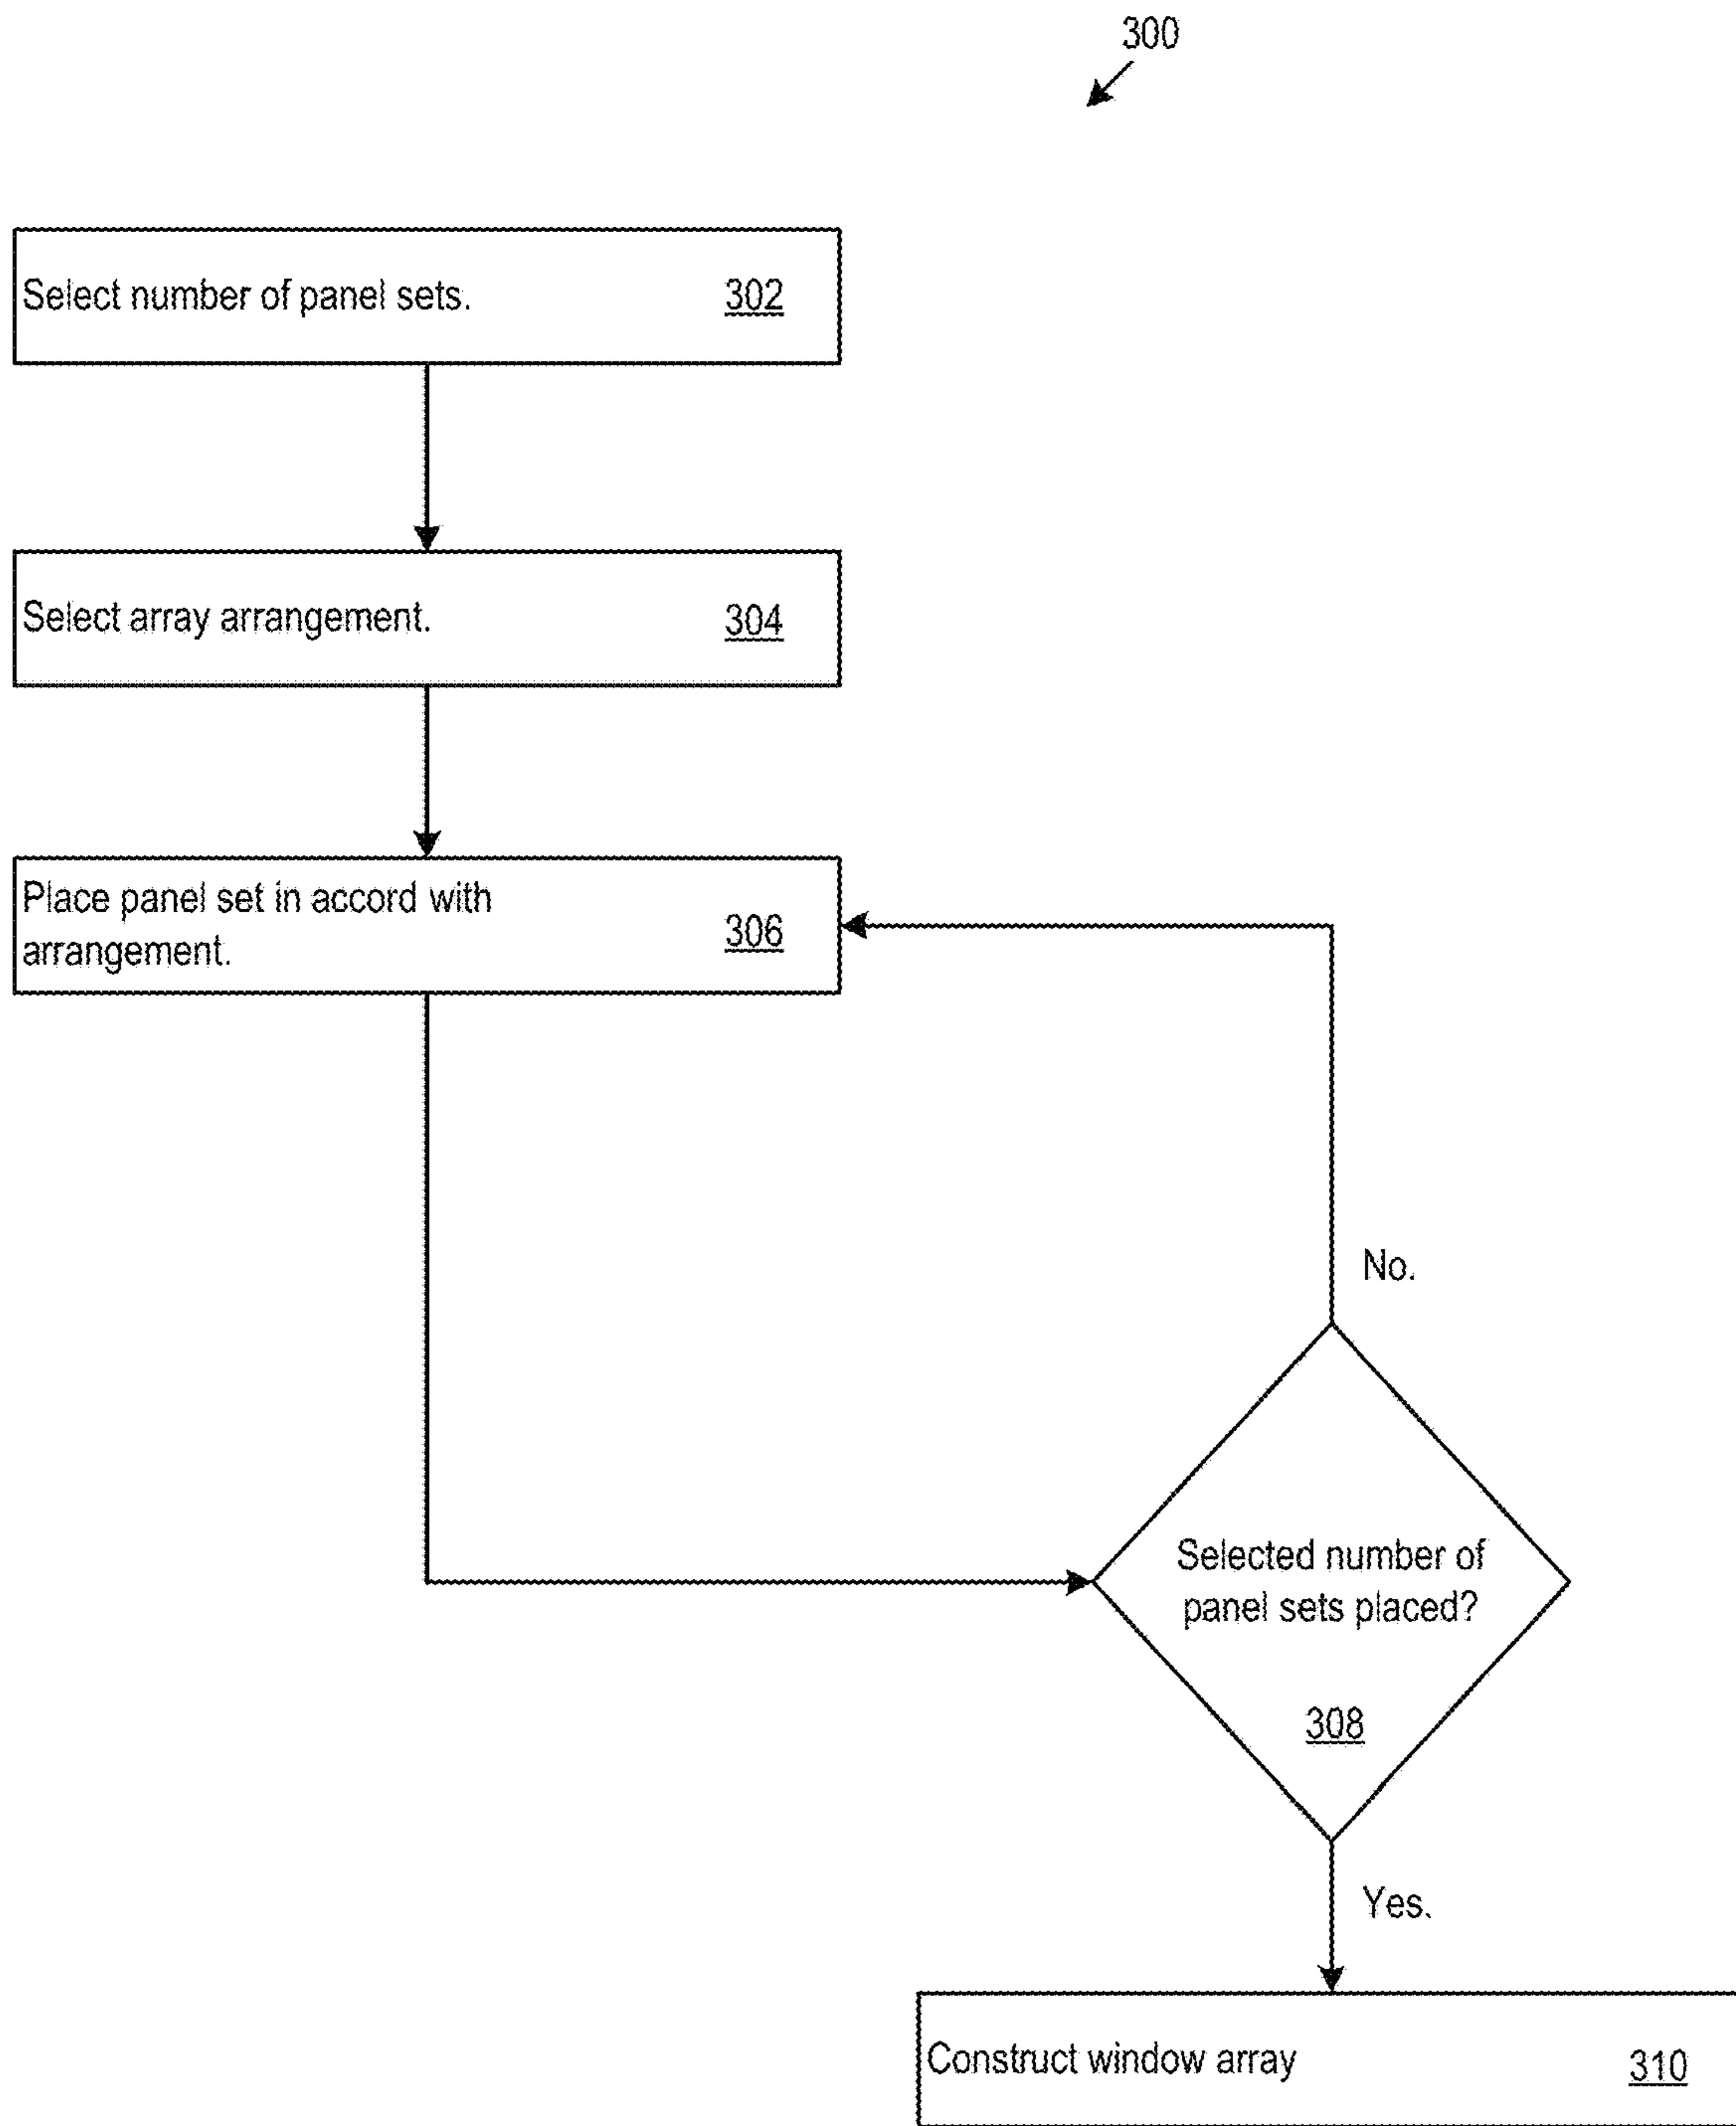 300
Select number of panel sets. 302
Select array arrangement. 304
Place panel set in accord with
arrangement. 306
No.
Selected number of
panel sets placed?
308
Yes.
Construct window array 310